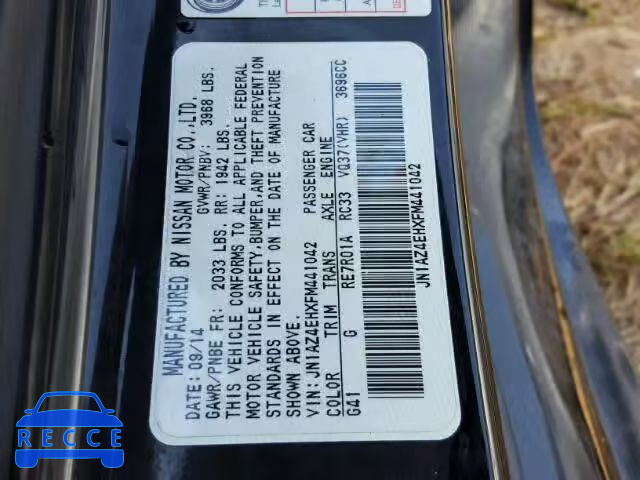 MANUFACTURED BY NISSAN MOTOR CO.,LTD.
DATE: 09/14 GVWR/PNBV: 3968 LBS.
GAWR/PNBE FR: 2033 LBS. RR: 1942 LBS.
THIS VEHICLE CONFORMS TO ALL APPLICABLE FEDERAL
MOTOR VEHICLE SAFETY,BUMPER,AND THEFT PREVENTION
STANDARDS IN EFFECT ON THE DATE OF MANUFACTURE
SHOWN ABOVE.
VIN: JN1AZ4EHXFM441042 PASSENGER CAR
COLOR TRIM TRANS AXLE ENGINE
G41 G RE7R01A RC33 VQ37(VHR) 3696CC
JN1AZ4EHXFM441042
RECCE